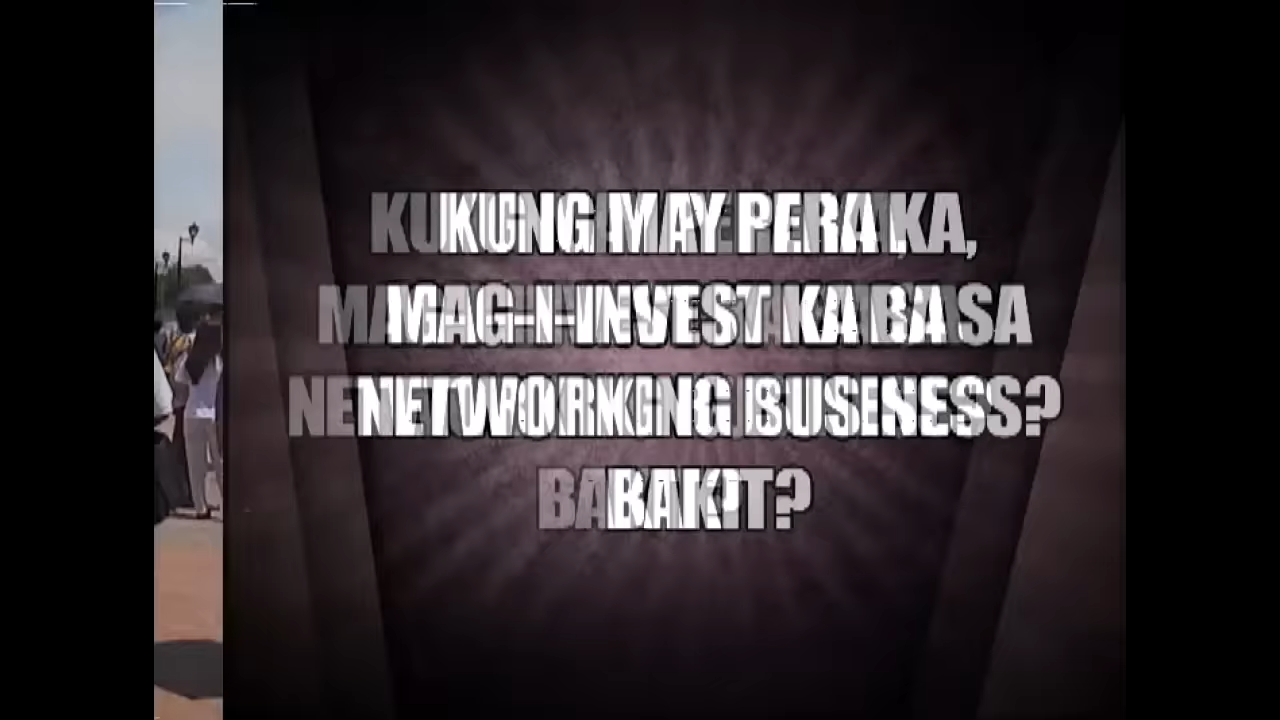 KUNG MAY PERA KA,
MAG-I-INVEST KA BA SA
NETWORKING BUSINESS?
BAKIT?